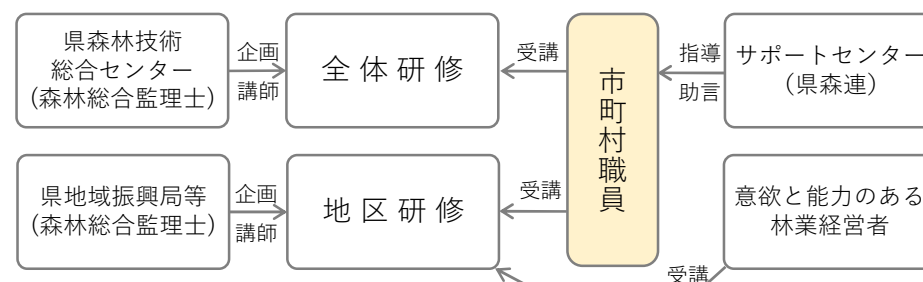 県森林技術
総合センター
(森林総合監理士)
企画
講師
全体研修
受講
市町村職員
指導
助言
サポートセンター
(県森連)
県地域振興局等
(森林総合監理士)
企画
講師
地区研修
受講
意欲と能力のある
林業経営者
受講